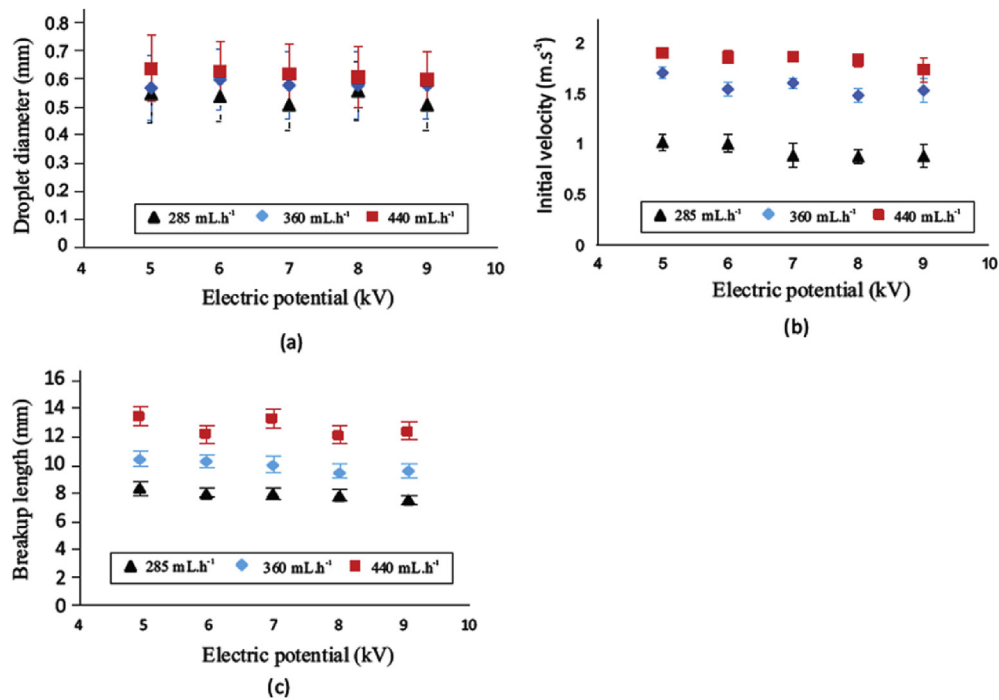 0.8
0.7
0.6
0.5
0.4
0.3
0.2
0.1
0
Droplet diameter (mm)
285 mL.h⁻¹ 360 mL.h⁻¹ 440 mL.h⁻¹
4 5 6 7 8 9 10
Electric potential (kV)
(a)
2
1.5
1
0.5
0
Initial velocity (m.s⁻¹)
285 mL.h⁻¹ 360 mL.h⁻¹ 440 mL.h⁻¹
4 5 6 7 8 9 10
Electric potential (kV)
(b)
16
14
12
10
8
6
4
2
0
Breakup length (mm)
285 mL.h⁻¹ 360 mL.h⁻¹ 440 mL.h⁻¹
4 5 6 7 8 9 10
Electric potential (kV)
(c)